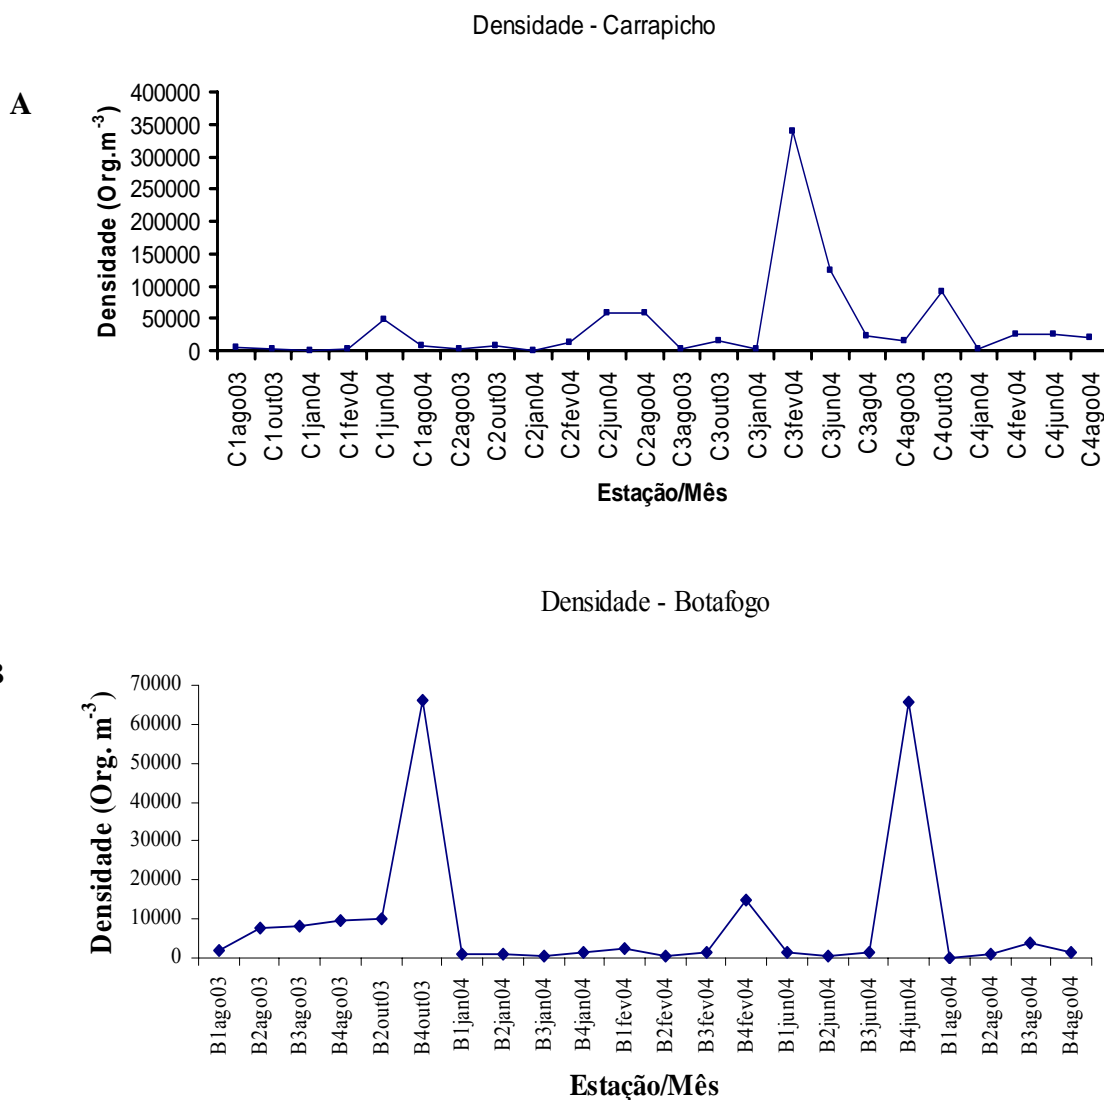 Densidade - Carrapicho
A
Densidade (Org.m-3)
400000
350000
300000
250000
200000
150000
100000
50000
0
C1ago03
C1out03
C1jan04
C1fev04
C1jun04
C1ago04
C2ago03
C2out03
C2jan04
C2fev04
C2jun04
C2ago04
C3ago03
C3out03
C3jan04
C3fev04
C3jun04
C3ag04
C4ago03
C4out03
C4jan04
C4fev04
C4jun04
C4ago04
Estação/Mês
Densidade - Botafogo
Densidade (Org. m-3)
70000
60000
50000
40000
30000
20000
10000
0
B1ago03
B2ago03
B3ago03
B4ago03
B2out03
B4out03
B1jan04
B2jan04
B3jan04
B4jan04
B1fev04
B2fev04
B3fev04
B4fev04
B1jun04
B2jun04
B3jun04
B4jun04
B1ago04
B2ago04
B3ago04
B4ago04
Estação/Mês